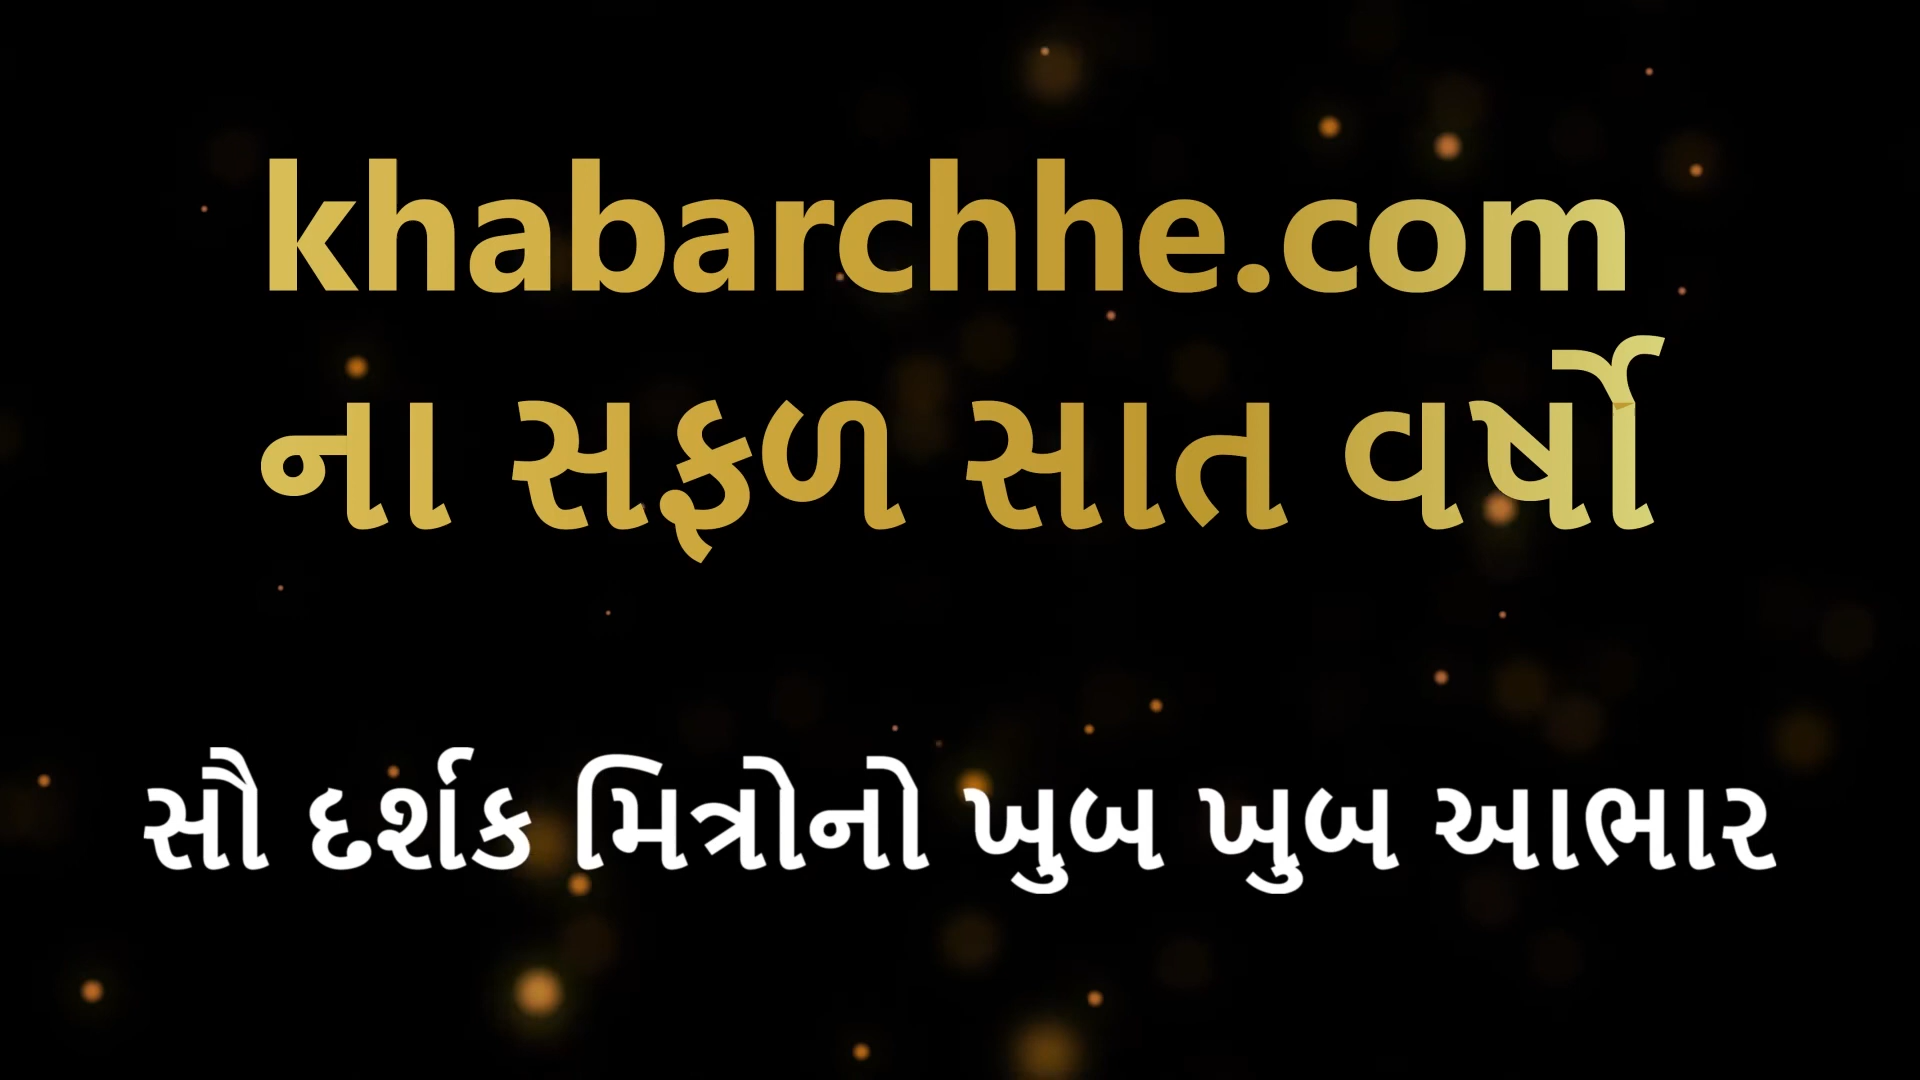 khabarchhe.com
ના સફળ સાત વર્ષો
સૌ દર્શક મિત્રોનો ખુબ ખુબ આભાર